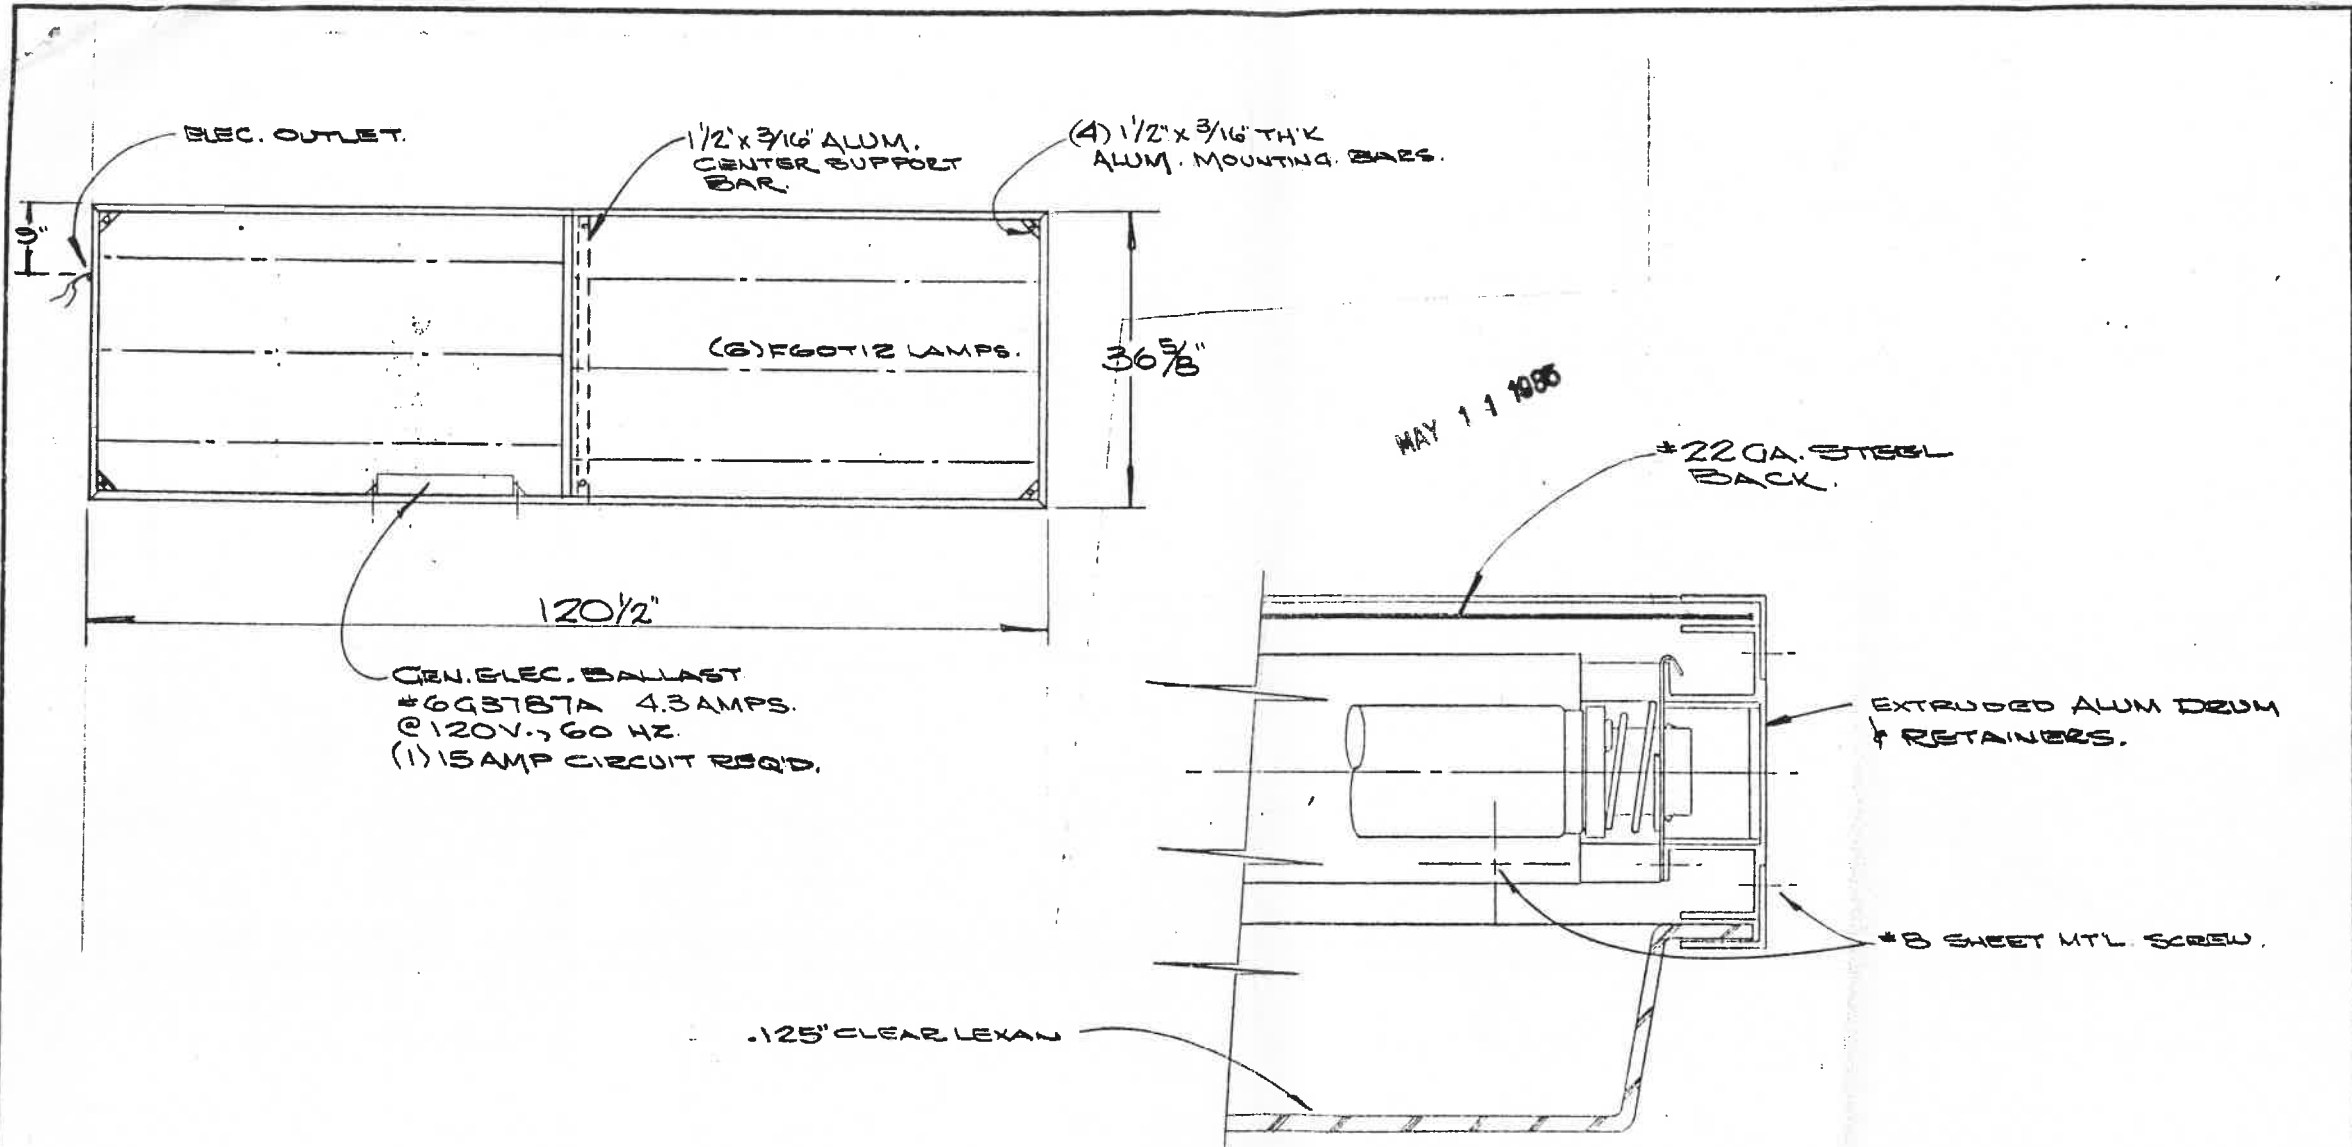 ELEC. OUTLET.
1 1/2" x 3/16" ALUM.
CENTER SUPPORT
BAR.
(4) 1 1/2" x 3/16" TH'K
ALUM. MOUNTING BARS.
9"
(6) F60T12 LAMPS.
36 5/8"
MAY 11
#22 GA. STEEL
BACK.
120 1/2"
GEN. ELEC. BALLAST
#6G3787A 4.3 AMPS.
@ 120V., 60 HZ.
(1) 15 AMP CIRCUIT REQ'D.
EXTRUDED ALUM DRUM
& RETAINERS.
#8 SHEET MT'L SCREW.
.125" CLEAR LEXAN